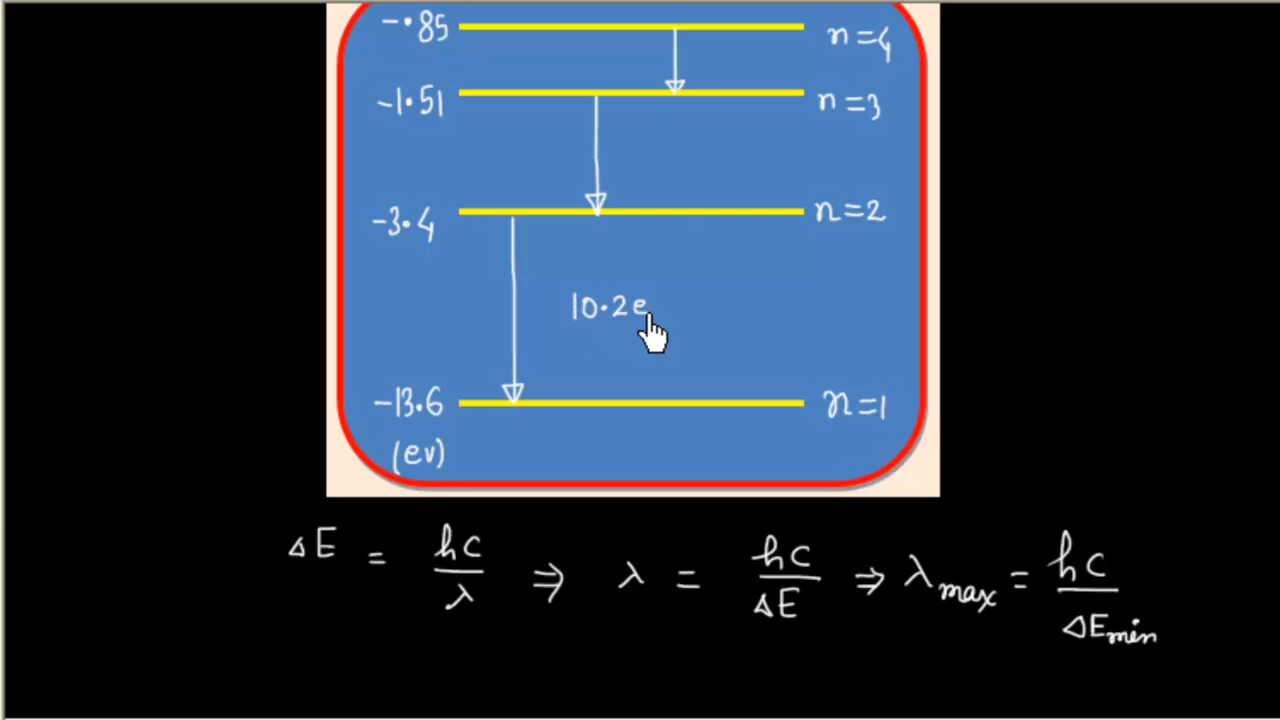 -.85 n=4
-1.51 n=3
-3.4 n=2
10.2e
-13.6 n=1
(ev)
ΔE = hc/λ ⇒ λ = hc/ΔE ⇒ λmax = hc/ΔEmin